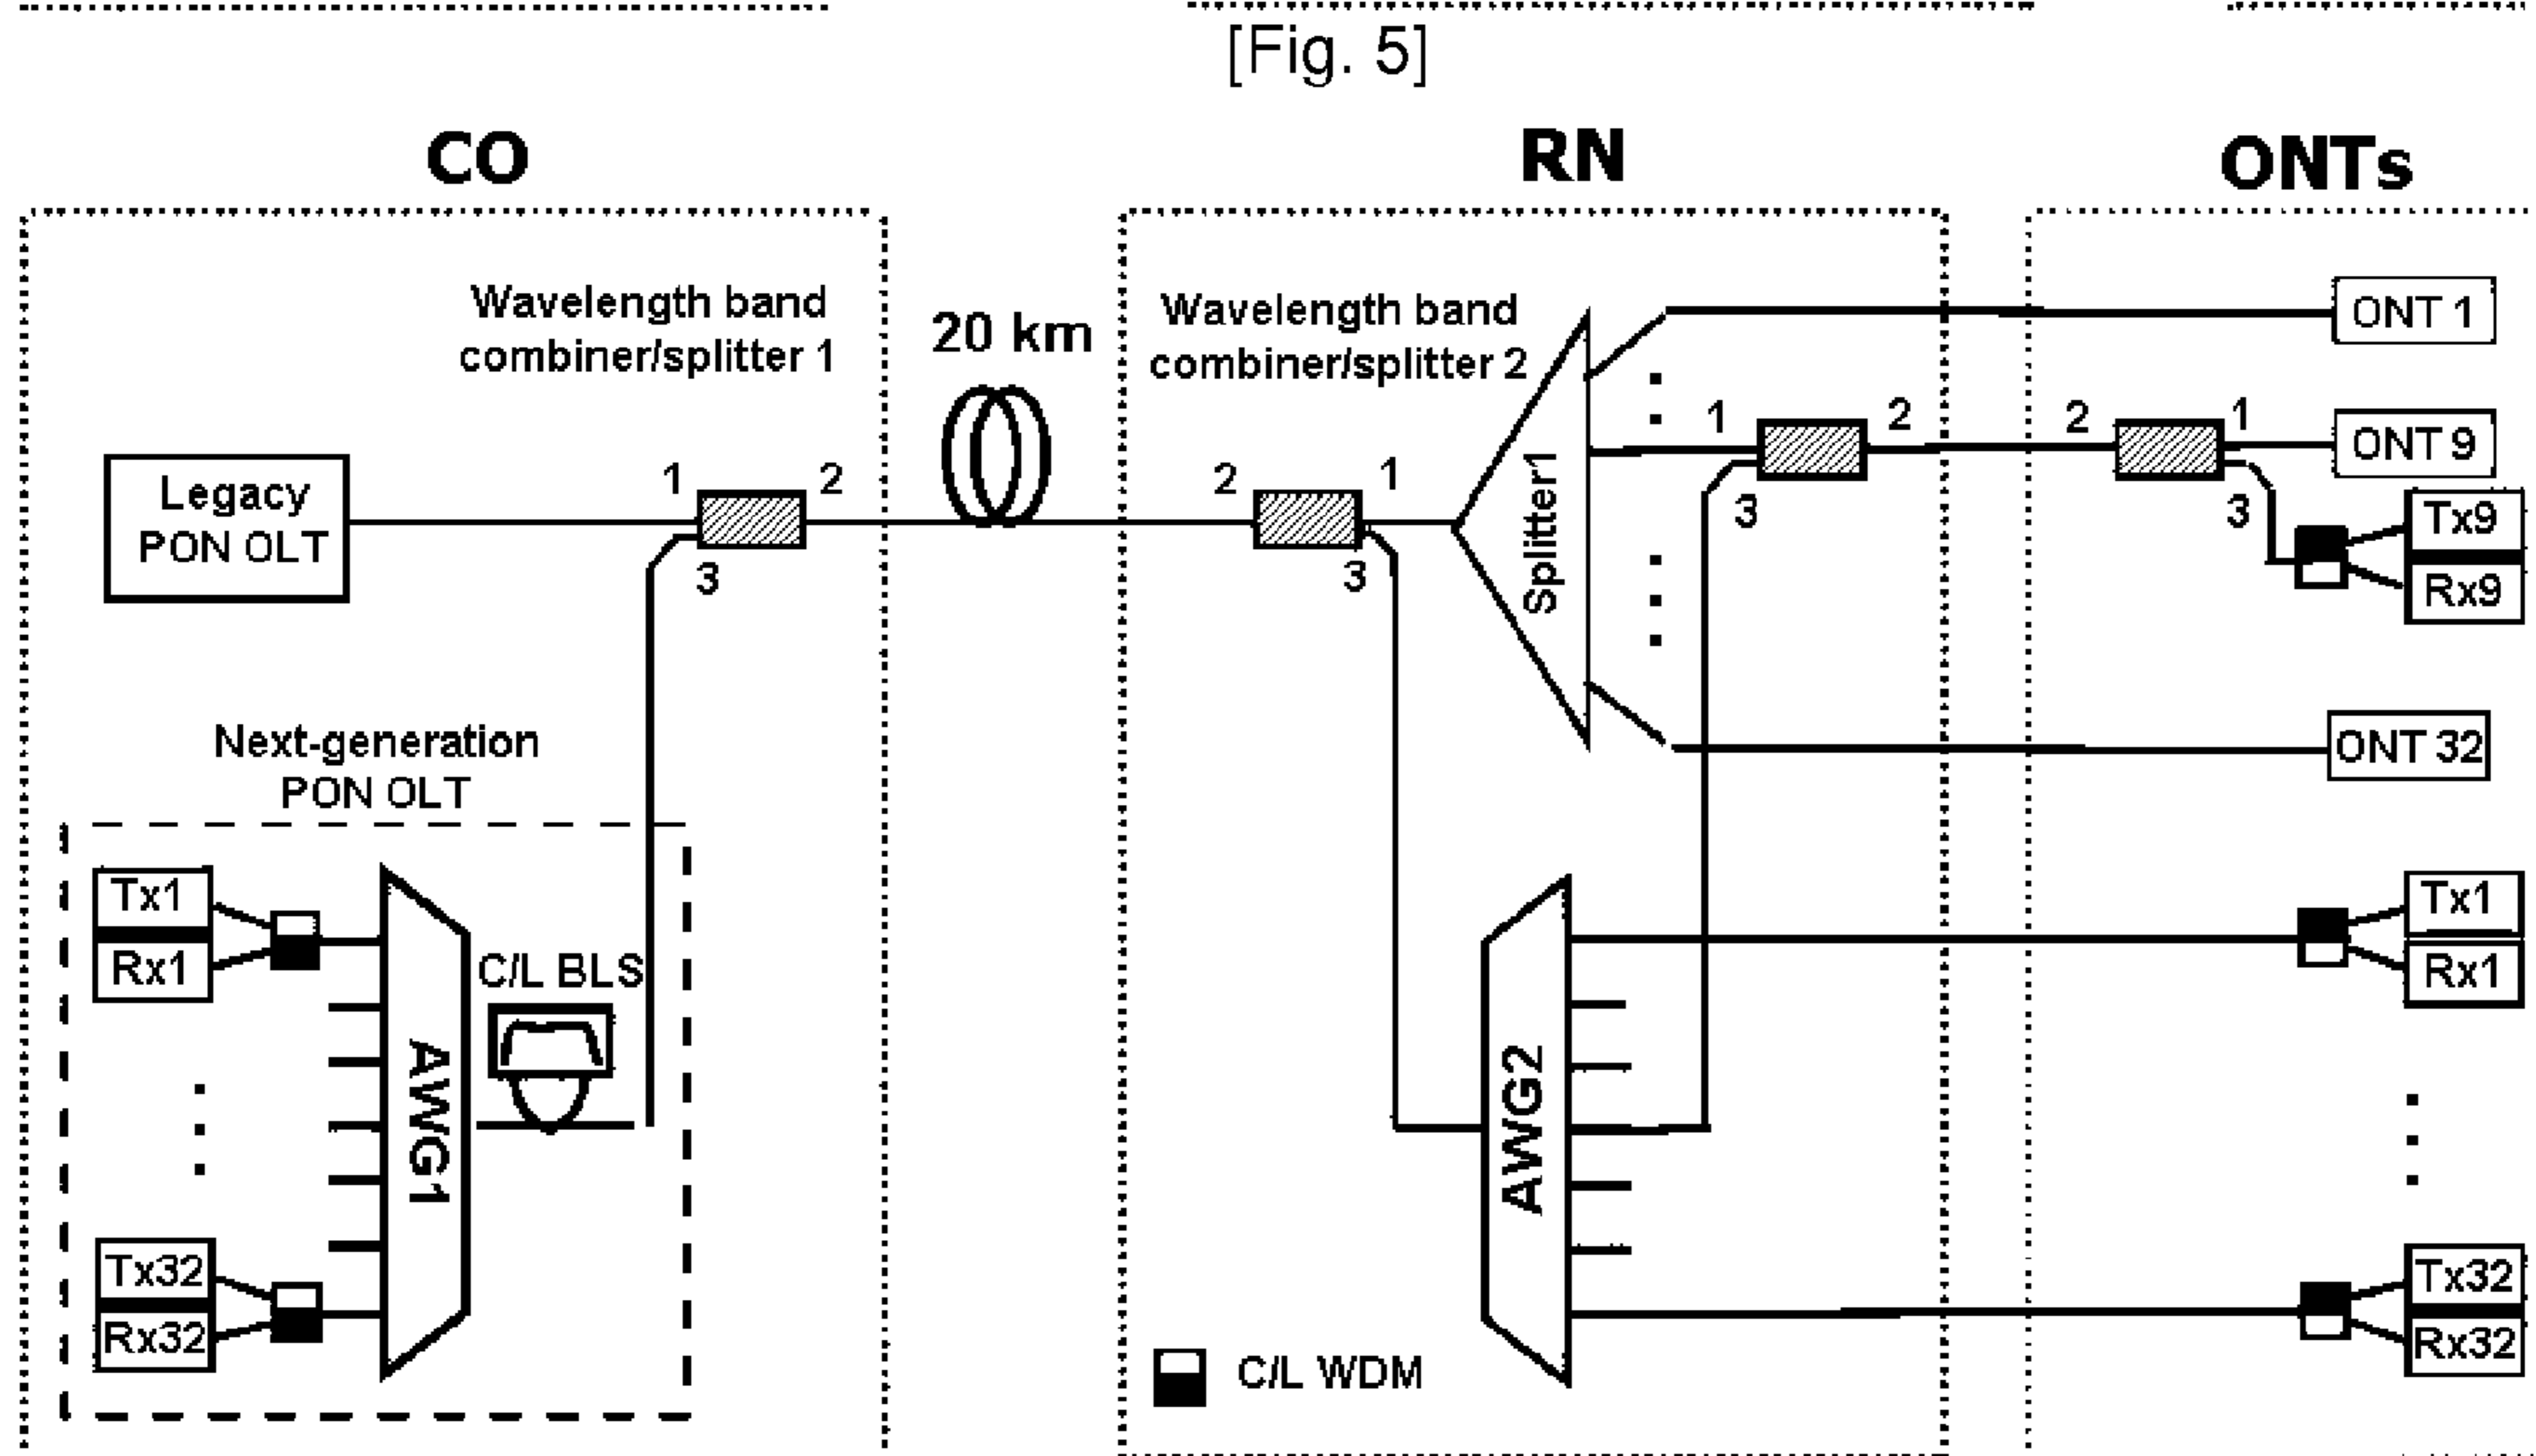 [Fig. 5]
CO
RN
ONTs
Wavelength band
combiner/splitter 1
20 km
Wavelength band
combiner/splitter 2
ONT 1
1
2
2
1
ONT 9
Legacy
PON OLT
1
2
3
2
1
3
Splitter1
3
3
Tx9
Rx9
Next-generation
PON OLT
ONT 32
Tx1
Rx1
C/L BLS
AWG1
AWG2
Tx1
Rx1
Tx32
Rx32
C/L WDM
Tx32
Rx32